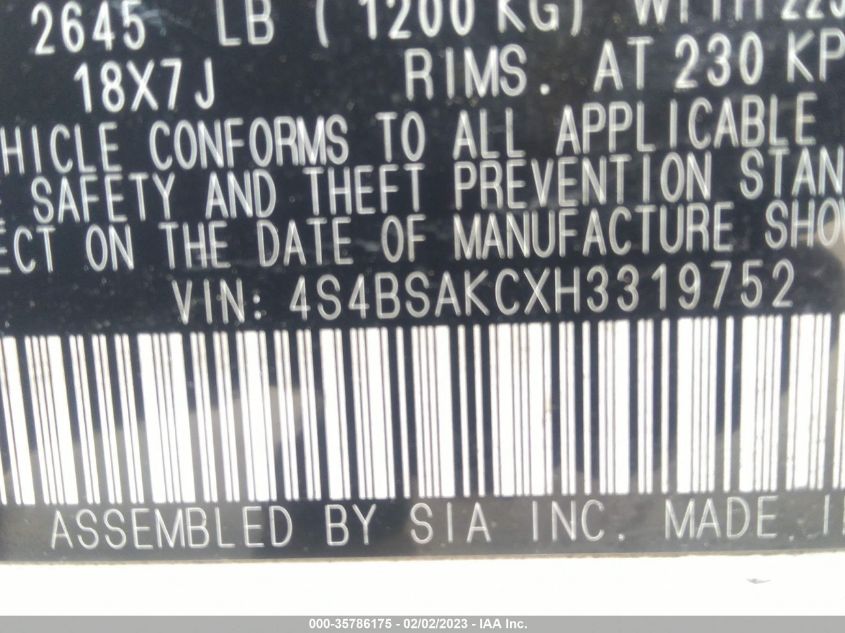 2645 LB ( 1200 KG) WITH 225
18X7J RIMS. AT 230 KP
HICLE CONFORMS TO ALL APPLICABLE
SAFETY AND THEFT PREVENTION STAN
ECT ON THE DATE OF MANUFACTURE SHO
VIN: 4S4BSAKCXH3319752
ASSEMBLED BY SIA INC. MADE I
000-35786175 - 02/02/2023 - IAA Inc.